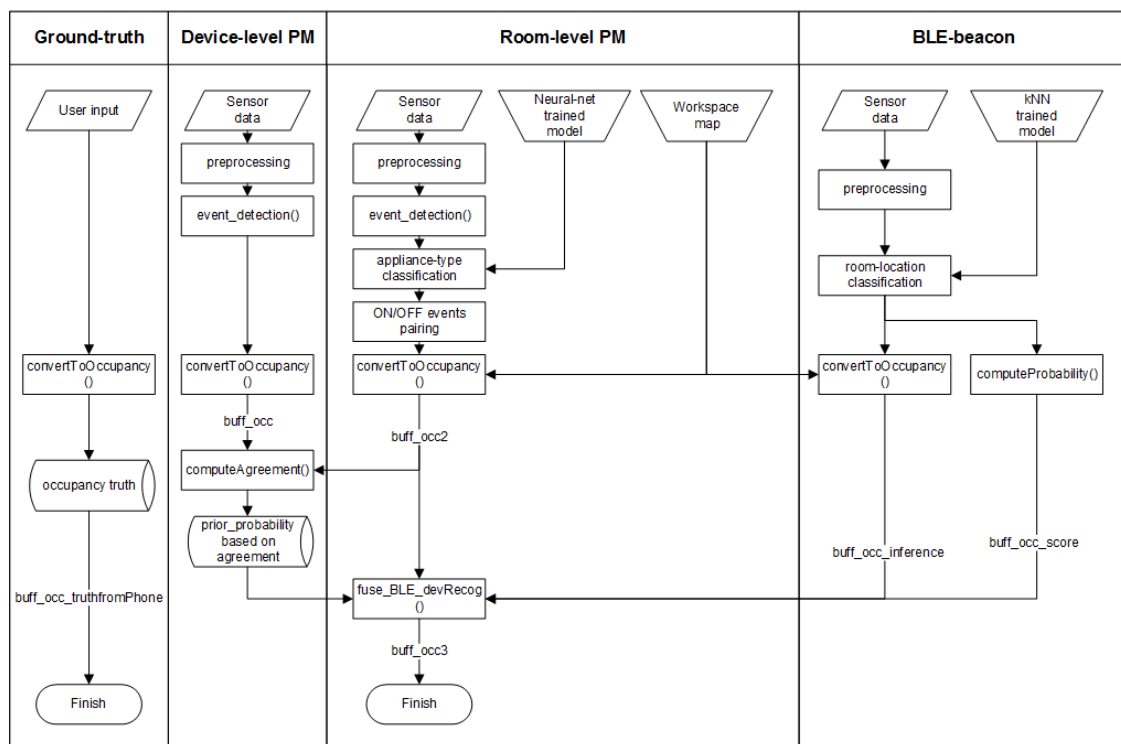 Ground-truth
Device-level PM
Room-level PM
BLE-beacon
User input
Sensor
data
Sensor
data
Neural-net
trained
model
Workspace
map
Sensor
data
kNN
trained
model
preprocessing
preprocessing
preprocessing
event_detection()
event_detection()
appliance-type
classification
room-location
classification
ON/OFF events
pairing
convertToOccupancy
()
convertToOccupancy
()
convertToOccupancy
()
convertToOccupancy
()
computeProbability()
buff_occ
buff_occ2
computeAgreement()
occupancy truth
prior_probability
based on
agreement
buff_occ_inference
buff_occ_score
buff_occ_truthfromPhone
fuse_BLE_devRecog
()
buff_occ3
Finish
Finish